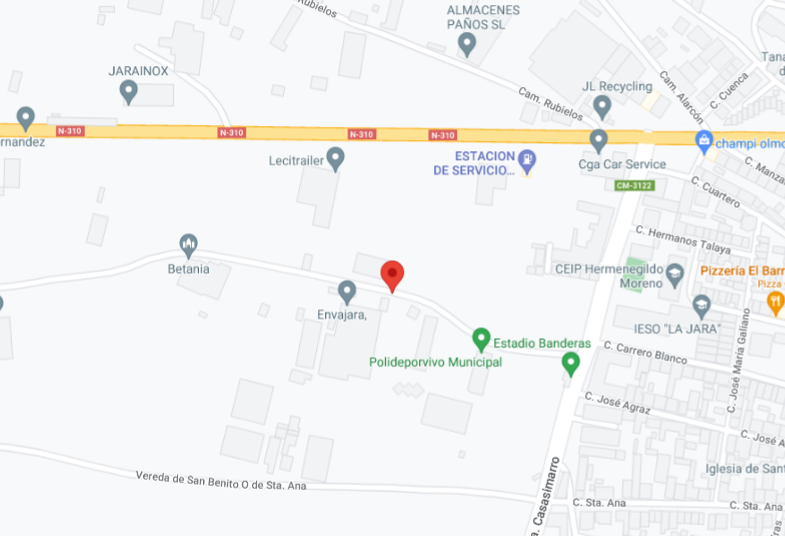 Rubielos
ALMACENES
PAÑOS SL
JARAINOX
JL Recycling
Cam. Rubielos
Cam. Alarcón
C. Cuenca
Tana
N-310
N-310
N-310
N-310
ernandez
Lecitrailer
ESTACION
DE SERVICIO...
Cga Car Service
champi olmo
C. Manza
CM-3122
C. Cuartero
C. Hermanos Talaya
Betania
CEIP Hermenegildo
Moreno
Pizzería El Barr
Pizza
Envajara,
IESO "LA JARA"
Estadio Banderas
Polideporvivo Municipal
C. Carrero Blanco
C. José María Galiano
C. José Agraz
C. José A
Iglesia de Sant
Vereda de San Benito O de Sta. Ana
a. Casasimarro
C. Sta. Ana
C. Sta. Ana